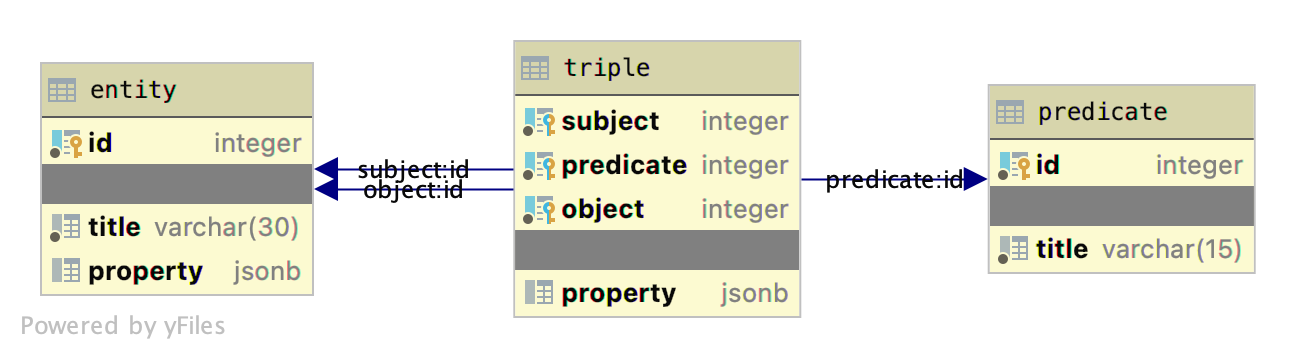 entity
id integer
title varchar(30)
property jsonb
subject:id
object:id
triple
subject integer
predicate integer
object integer
property jsonb
predicate:id
predicate
id integer
title varchar(15)
Powered by yFiles